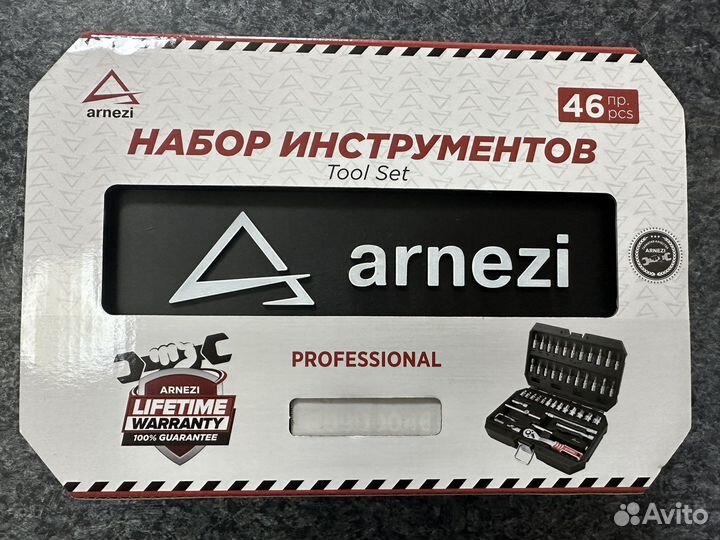 arnezi
46 пр. pcs
НАБОР ИНСТРУМЕНТОВ
Tool Set
arnezi
ARNEZI
PROFESSIONAL
ARNEZI
LIFETIME
WARRANTY
100% GUARANTEE
Avito